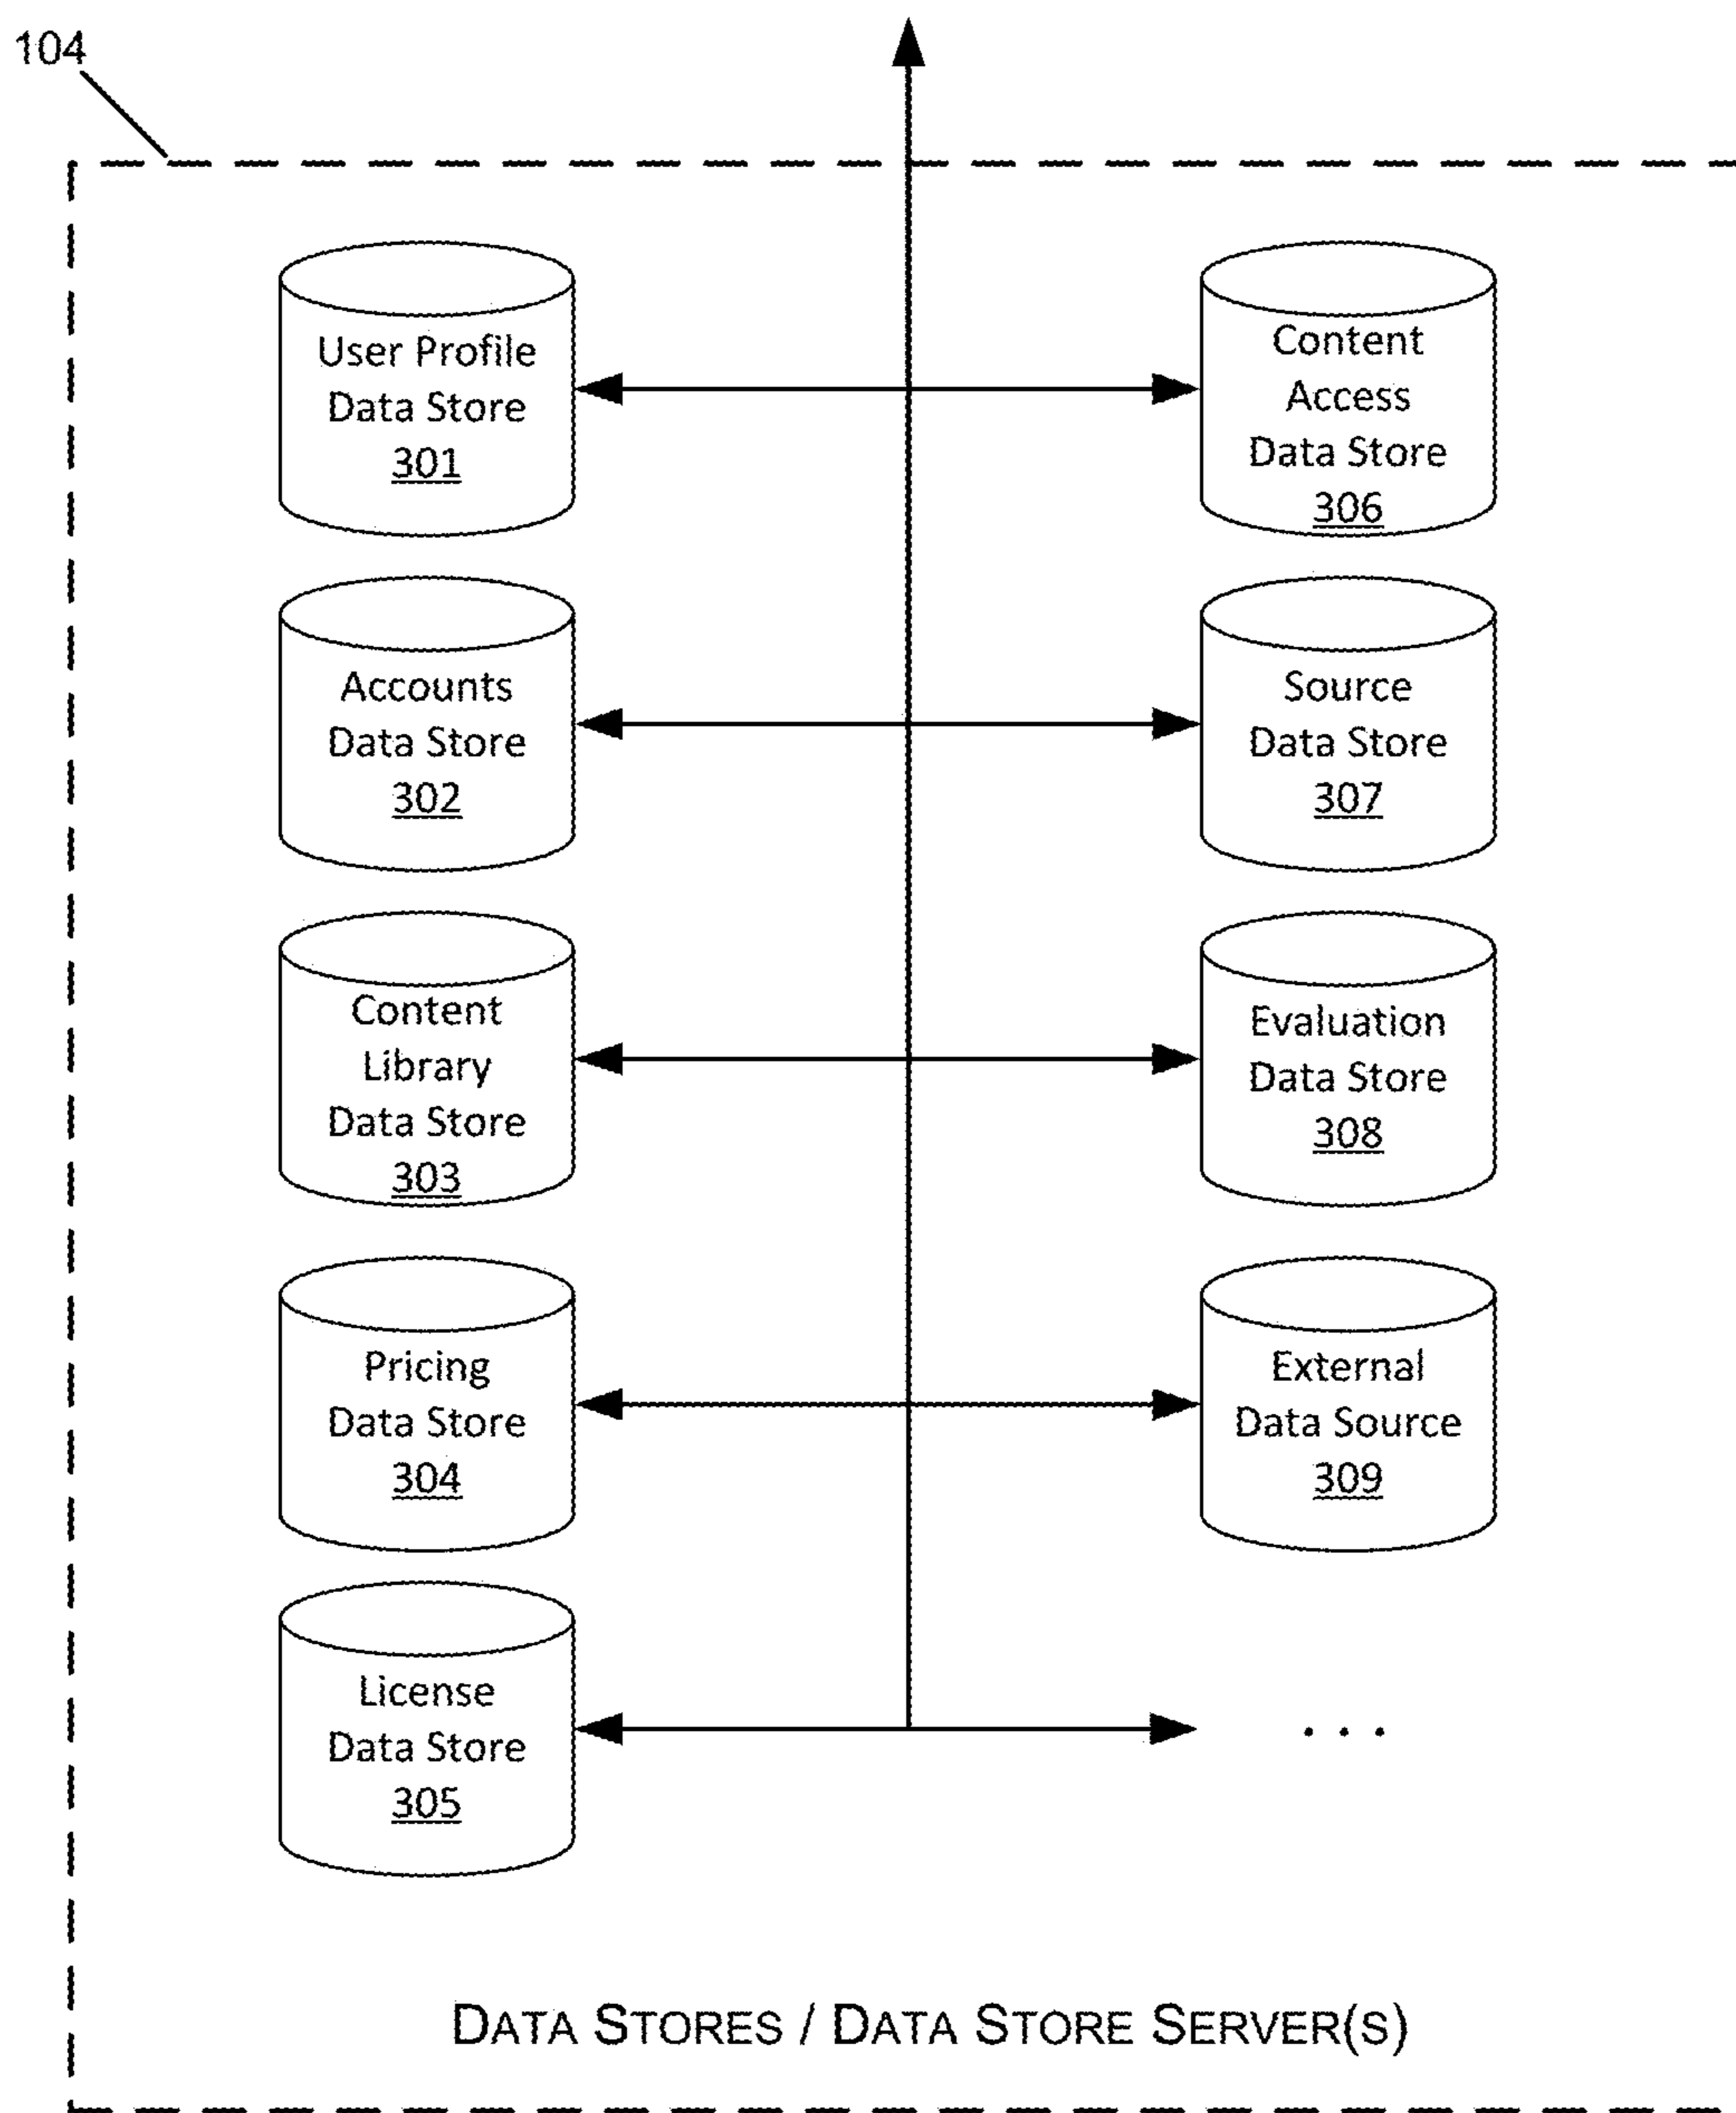 104
User Profile
Data Store
301
Content
Access
Data Store
306
Accounts
Data Store
302
Source
Data Store
307
Content
Library
Data Store
303
Evaluation
Data Store
308
Pricing
Data Store
304
External
Data Source
309
License
Data Store
305
. . .
DATA STORES / DATA STORE SERVER(S)